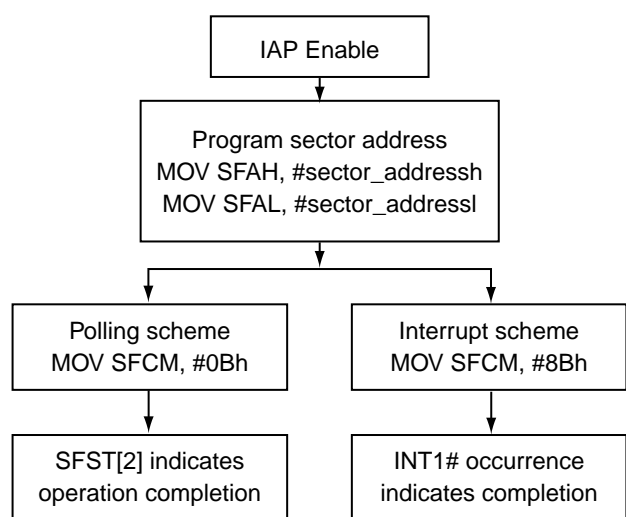 IAP Enable
Program sector address
MOV SFAH, #sector_addressh
MOV SFAL, #sector_addressl
Polling scheme
MOV SFCM, #0Bh
Interrupt scheme
MOV SFCM, #8Bh
SFST[2] indicates
operation completion
INT1# occurrence
indicates completion